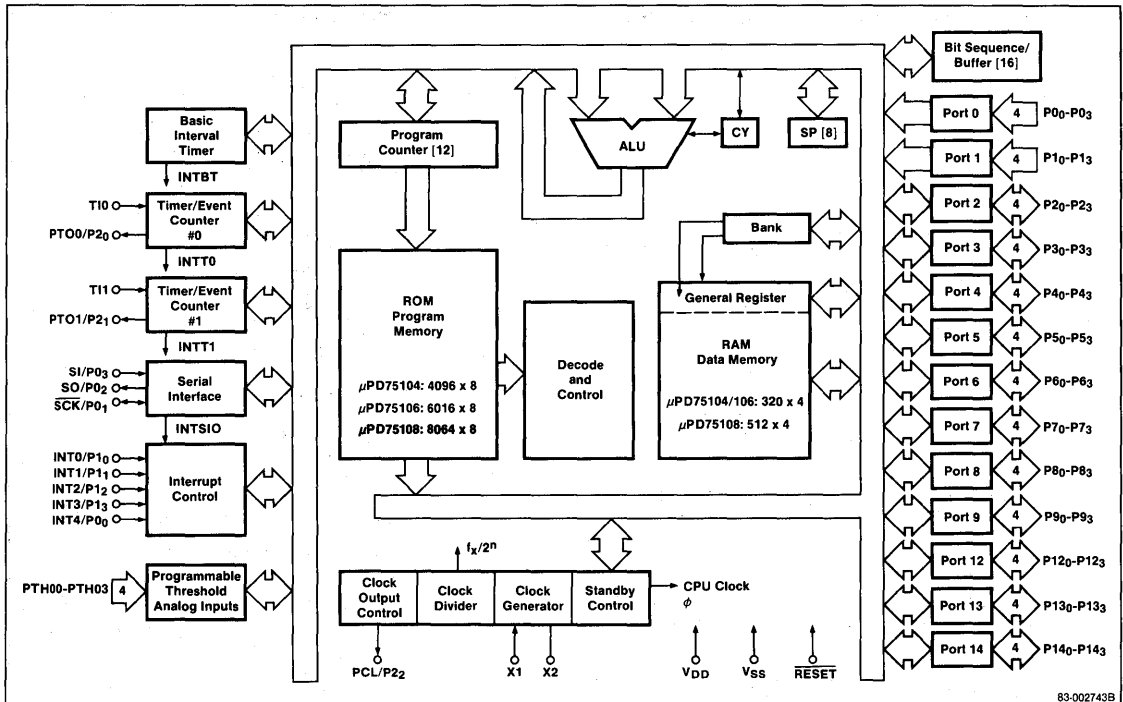 Basic
Interval
Timer
INTBT
TI0
PTO0/P20
Timer/Event
Counter
#0
INTT0
TI1
PTO1/P21
Timer/Event
Counter
#1
INTT1
SI/P03
SO/P02
SCK/P01
Serial
Interface
INTSIO
INT0/P10
INT1/P11
INT2/P12
INT3/P13
INT4/P00
Interrupt
Control
PTH00-PTH03
4
Programmable
Threshold
Analog Inputs
Program
Counter [12]
ALU
CY
SP [8]
Bank
ROM
Program
Memory
μPD75104: 4096 x 8
μPD75106: 6016 x 8
μPD75108: 8064 x 8
Decode
and
Control
General Register
RAM
Data Memory
μPD75104/106: 320 x 4
μPD75108: 512 x 4
fX/2n
Clock
Output
Control
Clock
Divider
Clock
Generator
Standby
Control
CPU Clock
φ
PCL/P22
X1
X2
VDD
VSS
RESET
Bit Sequence/
Buffer [16]
Port 0 4 P00-P03
Port 1 4 P10-P13
Port 2 4 P20-P23
Port 3 4 P30-P33
Port 4 4 P40-P43
Port 5 4 P50-P53
Port 6 4 P60-P63
Port 7 4 P70-P73
Port 8 4 P80-P83
Port 9 4 P90-P93
Port 12 4 P120-P123
Port 13 4 P130-P133
Port 14 4 P140-P143
83-002743B